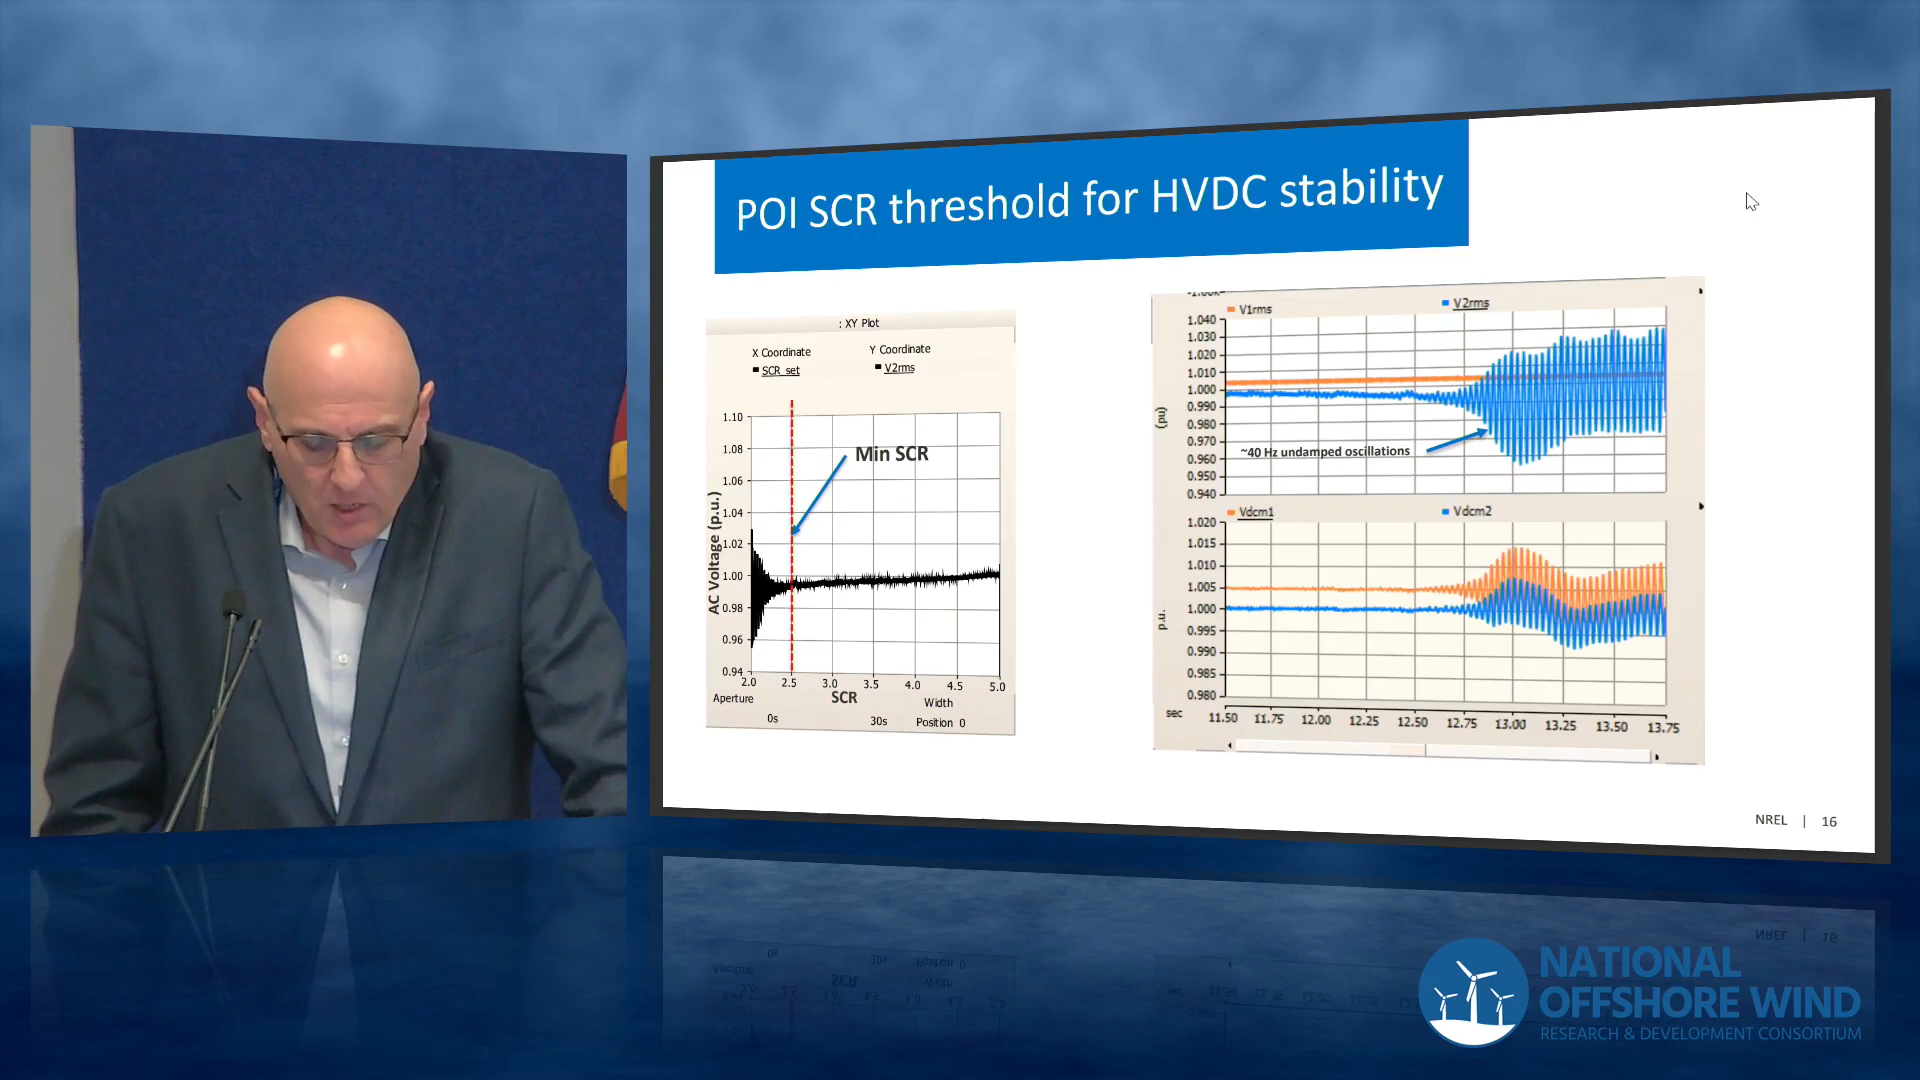 POI SCR threshold for HVDC stability
: XY Plot
X Coordinate
Y Coordinate
SCR_set
V2rms
1.10
1.08
1.06
1.04
1.02
1.00
0.98
0.96
0.94
AC Voltage (p.u.)
Min SCR
2.0 2.5 3.0 3.5 4.0 4.5 5.0
Aperture
SCR
Width
0s
30s
Position 0
V1rms
V2rms
1.040
1.030
1.020
1.010
1.000
0.990
0.980
0.970
0.960
0.950
0.940
(pu)
~40 Hz undamped oscillations
Vdcm1
Vdcm2
1.020
1.015
1.010
1.005
1.000
0.995
0.990
0.985
0.980
p.u.
sec
11.50 11.75 12.00 12.25 12.50 12.75 13.00 13.25 13.50 13.75
NREL | 16
NATIONAL
OFFSHORE WIND
RESEARCH & DEVELOPMENT CONSORTIUM